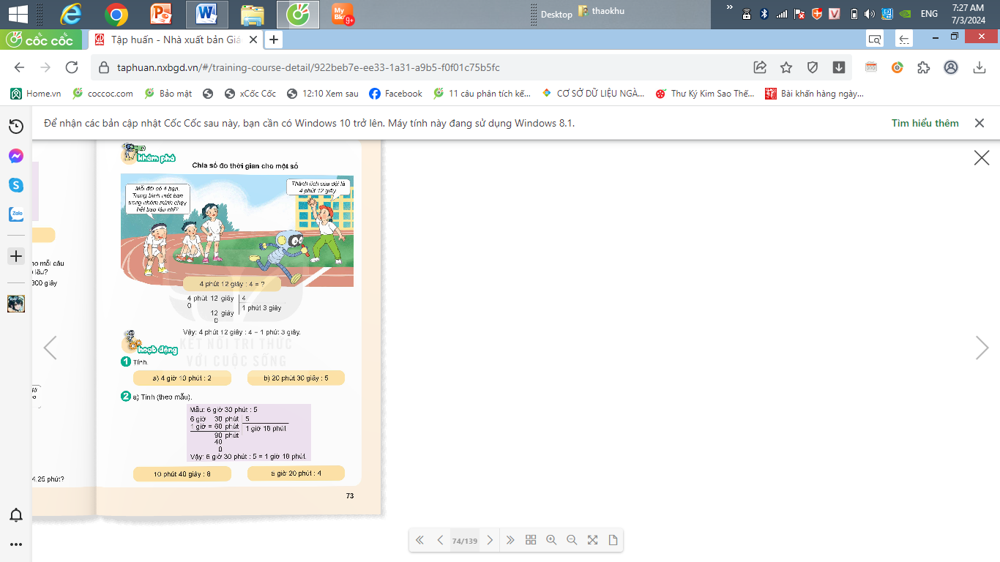 Desktop
thaokhu
ENG
7:27 AM
7/3/2024
My
Bk
9+
cốc cốc
Tập huấn - Nhà xuất bản Giá
taphuan.nxbgd.vn/#/training-course-detail/922beb7e-ee33-1a31-a9b5-f0f01c75b5fc
Home.vn
coccoc.com
Bảo mật
xCốc Cốc
12:10 Xem sau
Facebook
11 câu phân tích kế...
CƠ SỞ DỮ LIỆU NGÀ...
Thư Ký Kim Sao Thế...
Bài khấn hàng ngày...
Để nhận các bản cập nhật Cốc Cốc sau này, bạn cần có Windows 10 trở lên. Máy tính này đang sử dụng Windows 8.1.
Tìm hiểu thêm
Zalo
khám phá
Chia số đo thời gian cho một số
Mỗi đội có 4 bạn.
Trung bình một bạn
trong nhóm mình chạy
hết bao lâu nhỉ?
Thành tích của đội là
4 phút 12 giây
4 phút 12 giây : 4 = ?
4 phút 12 giây 4
0 1 phút 3 giây
12 giây
0
Vậy: 4 phút 12 giây : 4 = 1 phút 3 giây.
KẾT NỐI TRI THỨC
VỚI CUỘC SỐNG
hoạt động
1 Tính.
a) 4 giờ 10 phút : 2
b) 20 phút 30 giây : 5
2 a) Tính (theo mẫu).
Mẫu: 6 giờ 30 phút : 5
6 giờ 30 phút 5
1 giờ = 60 phút 1 giờ 18 phút
90 phút
40
0
Vậy: 6 giờ 30 phút : 5 = 1 giờ 18 phút.
10 phút 40 giây : 8
5 giờ 20 phút : 4
73
ho mỗi câu
lâu?
300 giây
4,25 phút?
74/139